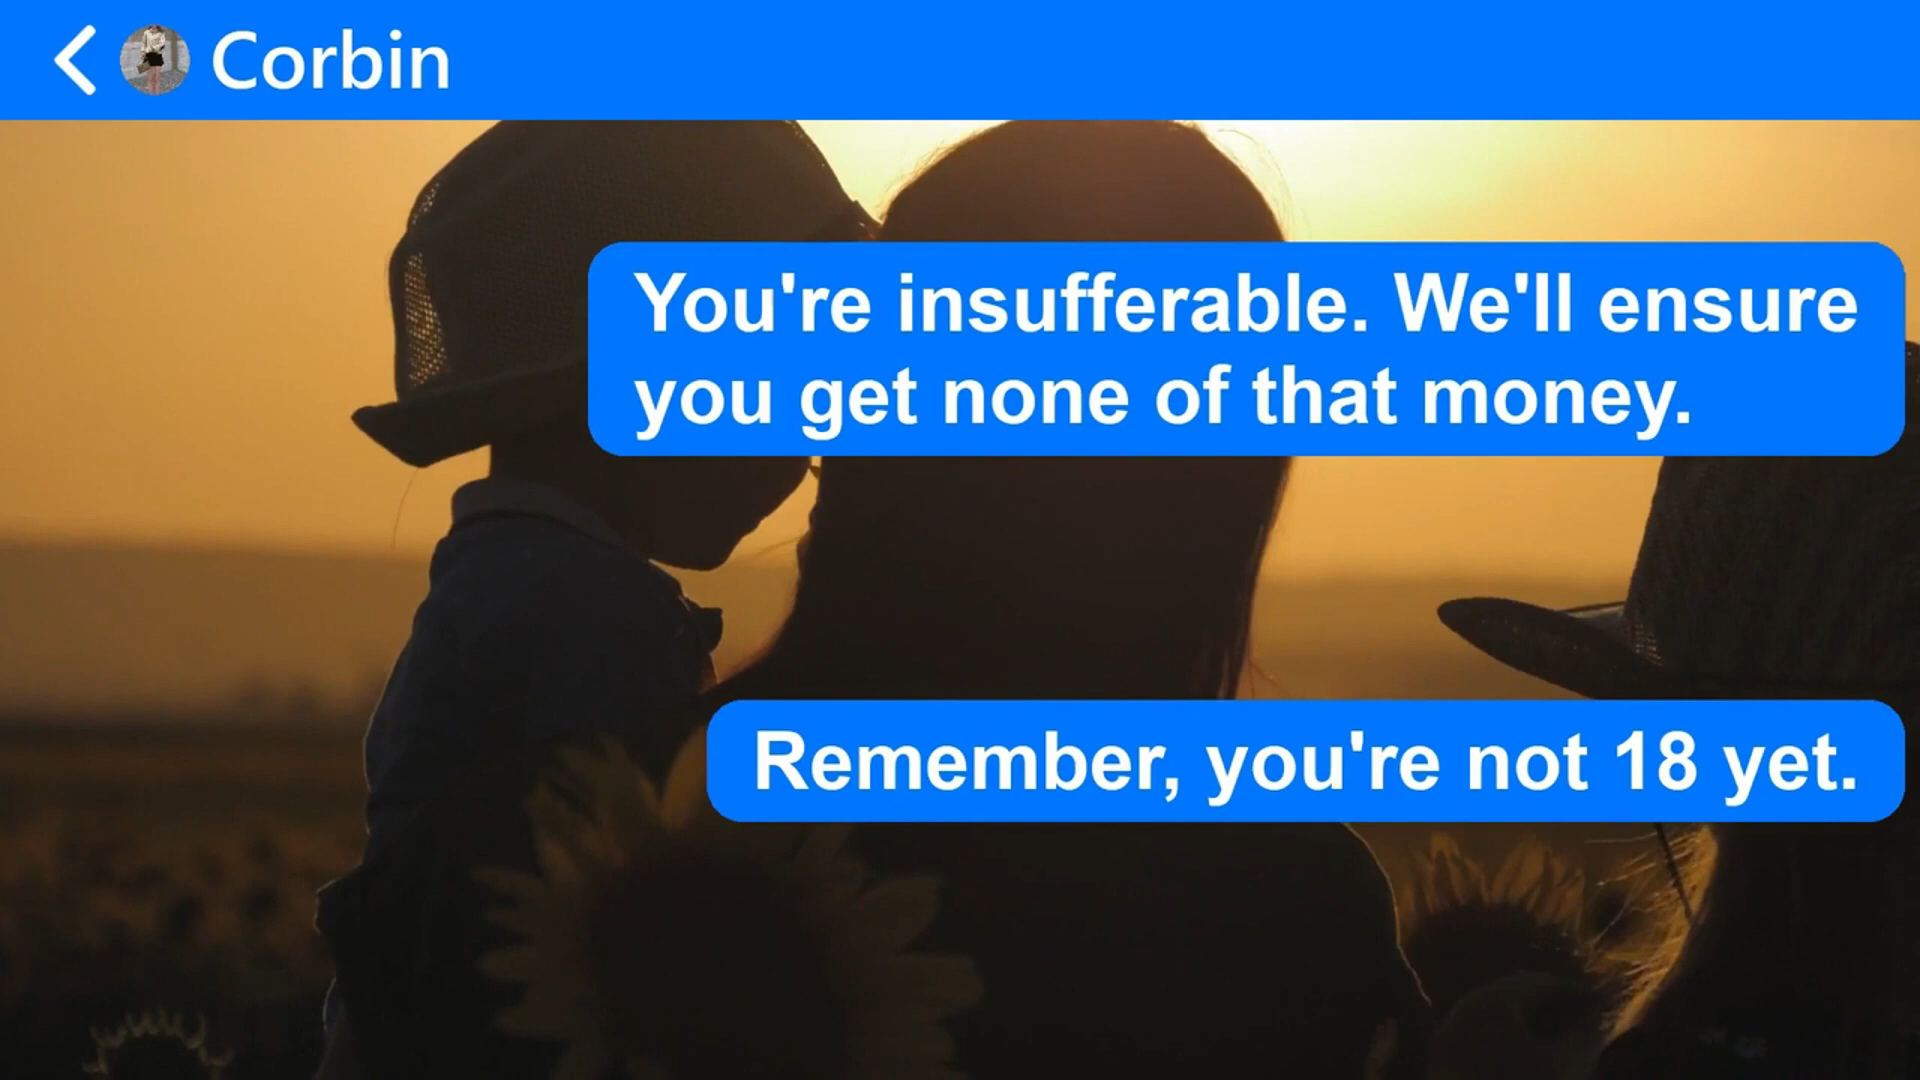 Corbin
You're insufferable. We'll ensure
you get none of that money.
Remember, you're not 18 yet.